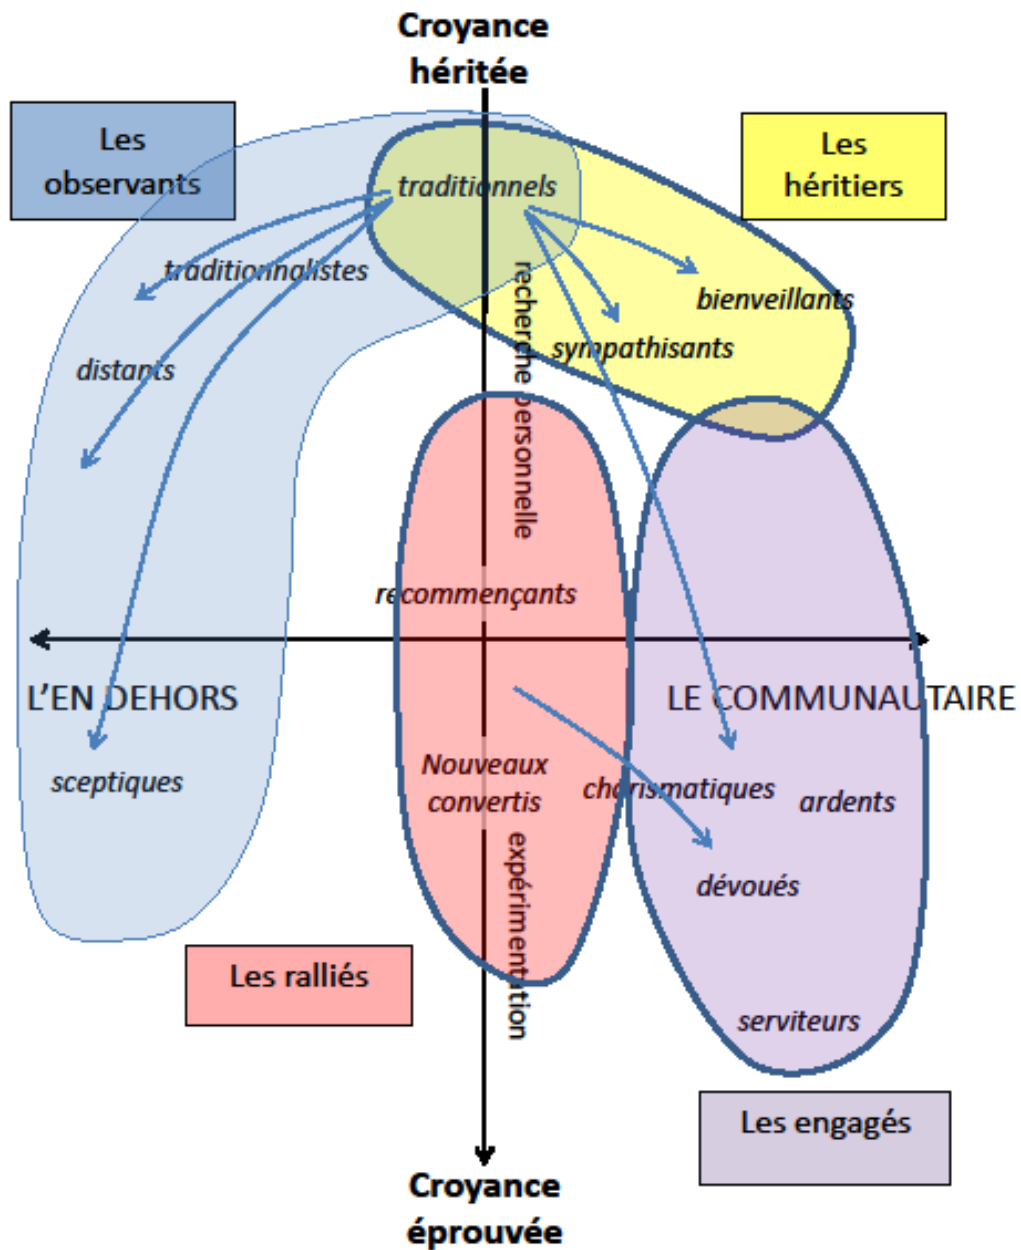 Croyance
héritée
Les
observants
Les
héritiers
traditionnels
traditionnalistes
recherche personnelle
bienveillants
sympathisants
distants
recommençants
L'EN DEHORS
LE COMMUNAUTAIRE
sceptiques
Nouveaux
convertis
charismatiques
ardents
expérimentation
dévoués
Les ralliés
serviteurs
Les engagés
Croyance
éprouvée